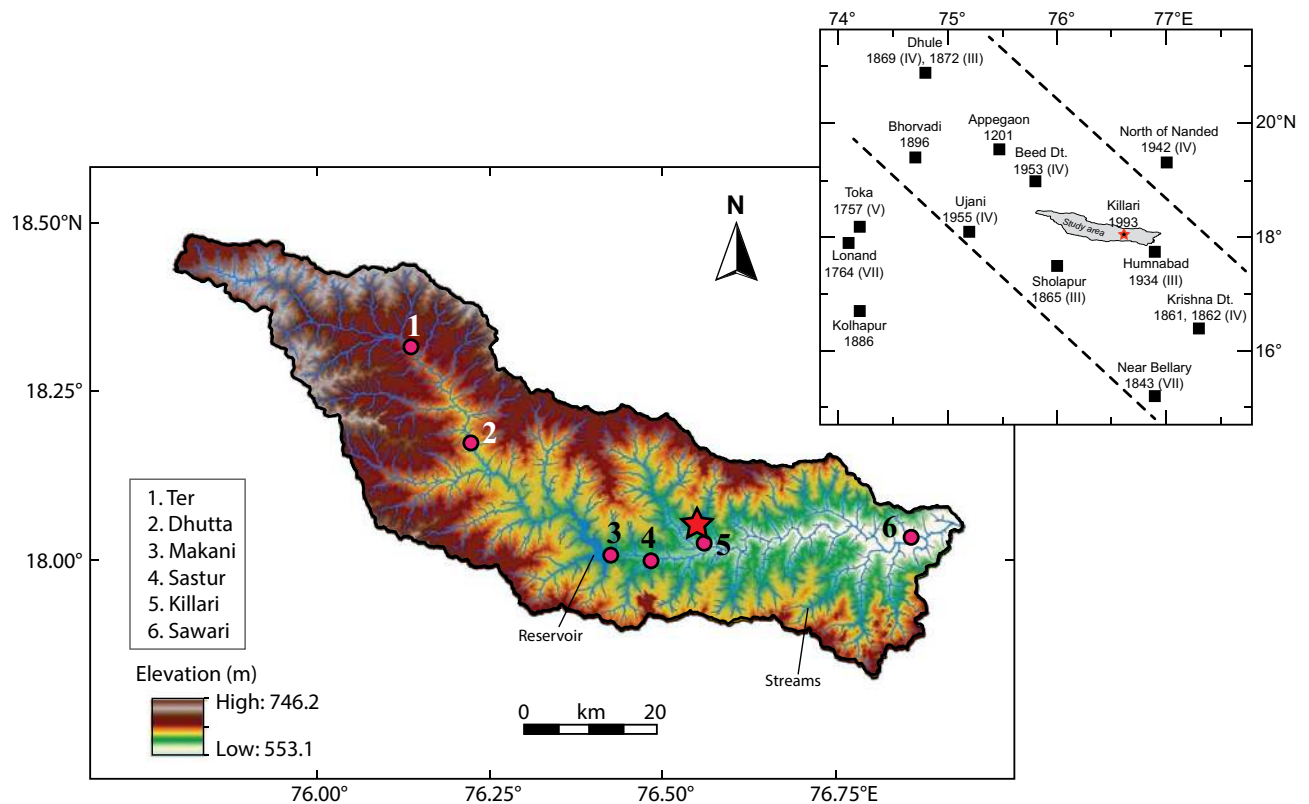 74°
75°
76°
77°E
Dhule
1869 (IV), 1872 (III)
20°N
Appegaon
1201
Bhorvadi
1896
North of Nanded
1942 (IV)
Beed Dt.
1953 (IV)
Toka
1757 (V)
Ujani
1955 (IV)
Killari
1993
Study area
18°
Lonand
1764 (VII)
Humnabad
1934 (III)
Sholapur
1865 (III)
Krishna Dt.
1861, 1862 (IV)
Kolhapur
1886
16°
Near Bellary
1843 (VII)
18.50°N
N
1
18.25°
2
1. Ter
2. Dhutta
3. Makani
4. Sastur
5. Killari
6. Sawari
3
4
5
6
18.00°
Reservoir
Streams
Elevation (m)
High: 746.2
Low: 553.1
0 km 20
76.00°
76.25°
76.50°
76.75°E